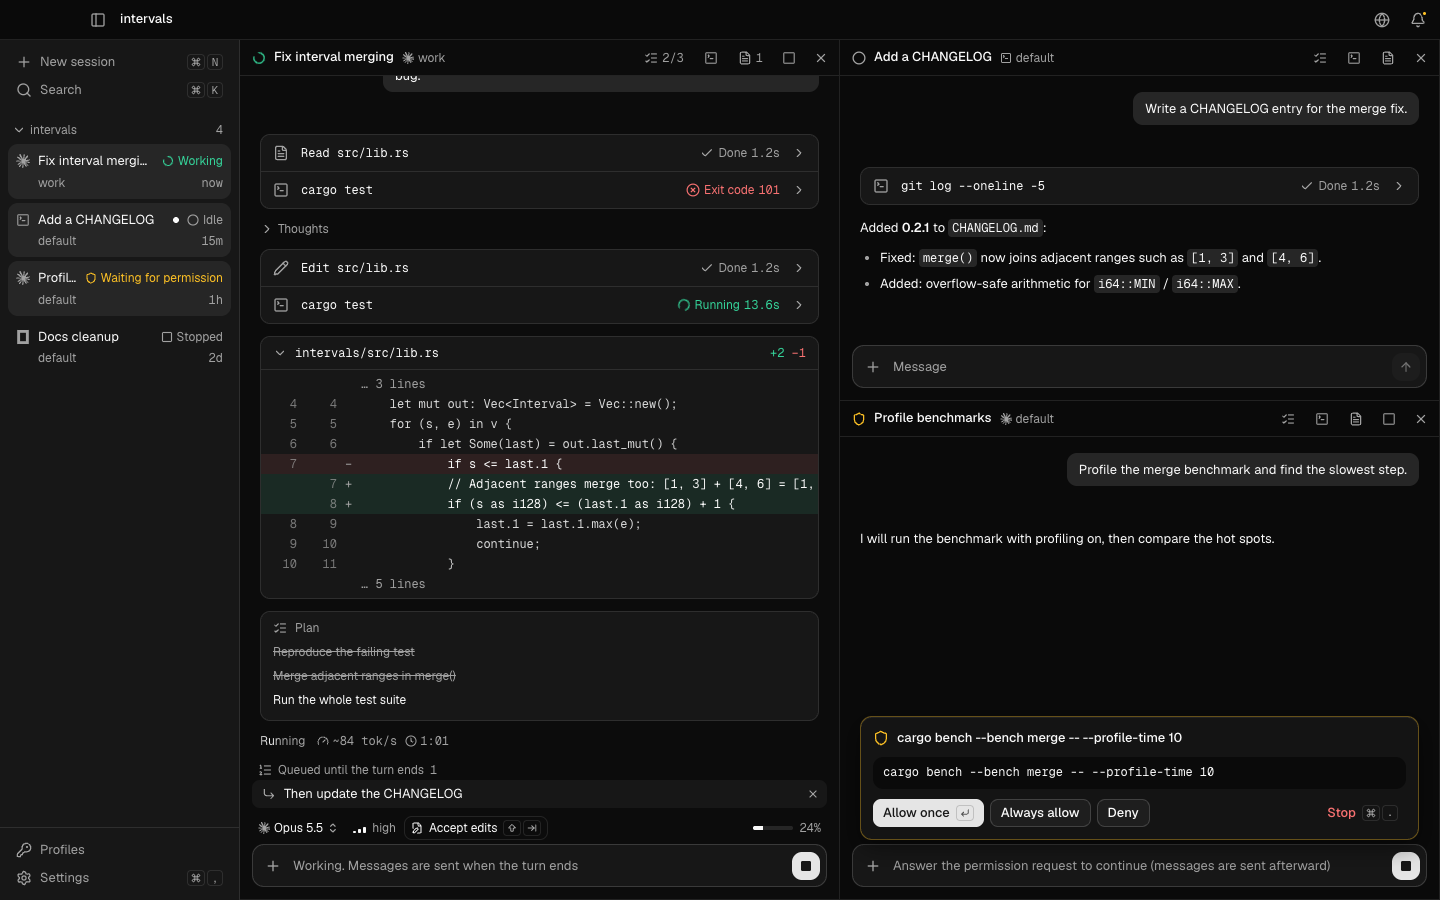 intervals
New session ⌘ N
Search ⌘ K
intervals 4
Fix interval mergi... Working
work now
Add a CHANGELOG Idle
default 15m
Profil... Waiting for permission
default 1h
Docs cleanup Stopped
default 2d
Profiles
Settings ⌘ ,
Fix interval merging work 2/3 1
bug.
Read src/lib.rs Done 1.2s
cargo test Exit code 101
Thoughts
Edit src/lib.rs Done 1.2s
cargo test Running 13.6s
intervals/src/lib.rs +2 −1
… 3 lines
4 4 let mut out: Vec<Interval> = Vec::new();
5 5 for (s, e) in v {
6 6 if let Some(last) = out.last_mut() {
7 − if s <= last.1 {
7 + // Adjacent ranges merge too: [1, 3] + [4, 6] = [1,
8 + if (s as i128) <= (last.1 as i128) + 1 {
8 9 last.1 = last.1.max(e);
9 10 continue;
10 11 }
… 5 lines
Plan
Reproduce the failing test
Merge adjacent ranges in merge()
Run the whole test suite
Running ~84 tok/s 1:01
Queued until the turn ends 1
Then update the CHANGELOG
Opus 5.5 high Accept edits 24%
Working. Messages are sent when the turn ends
Add a CHANGELOG default
Write a CHANGELOG entry for the merge fix.
git log --oneline -5 Done 1.2s
Added 0.2.1 to CHANGELOG.md:
• Fixed: merge() now joins adjacent ranges such as [1, 3] and [4, 6].
• Added: overflow-safe arithmetic for i64::MIN / i64::MAX.
Message
Profile benchmarks default
Profile the merge benchmark and find the slowest step.
I will run the benchmark with profiling on, then compare the hot spots.
cargo bench --bench merge -- --profile-time 10
cargo bench --bench merge -- --profile-time 10
Allow once Always allow Deny Stop ⌘ .
Answer the permission request to continue (messages are sent afterward)